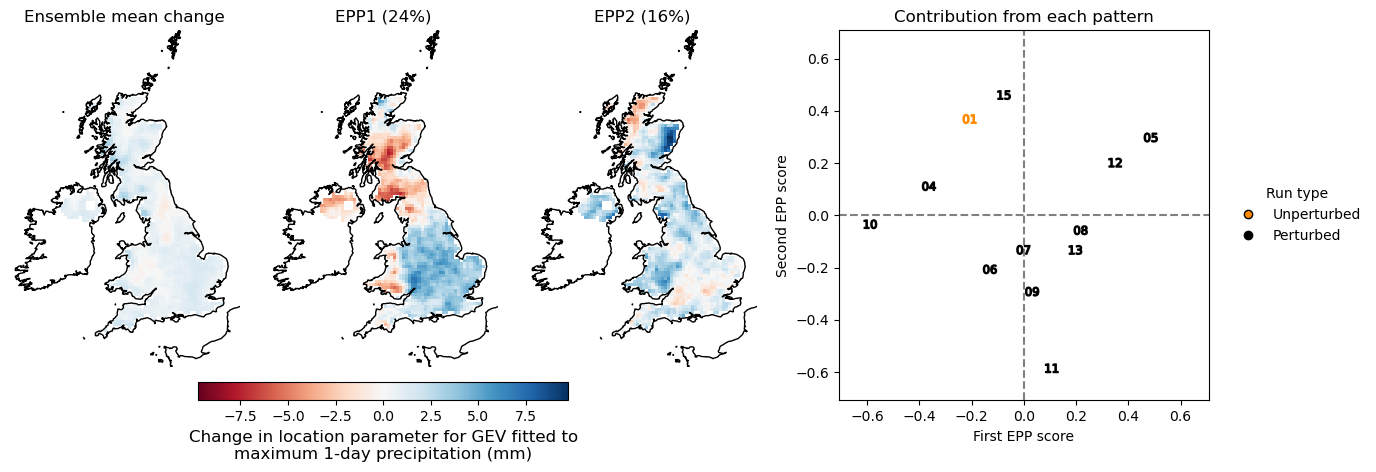 Ensemble mean change
EPP1 (24%)
EPP2 (16%)
Contribution from each pattern
−7.5 −5.0 −2.5 0.0 2.5 5.0 7.5
Change in location parameter for GEV fitted to
maximum 1-day precipitation (mm)
Second EPP score
0.6
0.4
0.2
0.0
−0.2
−0.4
−0.6
15
01
05
12
04
10
08
07
13
06
09
11
−0.6 −0.4 −0.2 0.0 0.2 0.4 0.6
First EPP score
Run type
Unperturbed
Perturbed